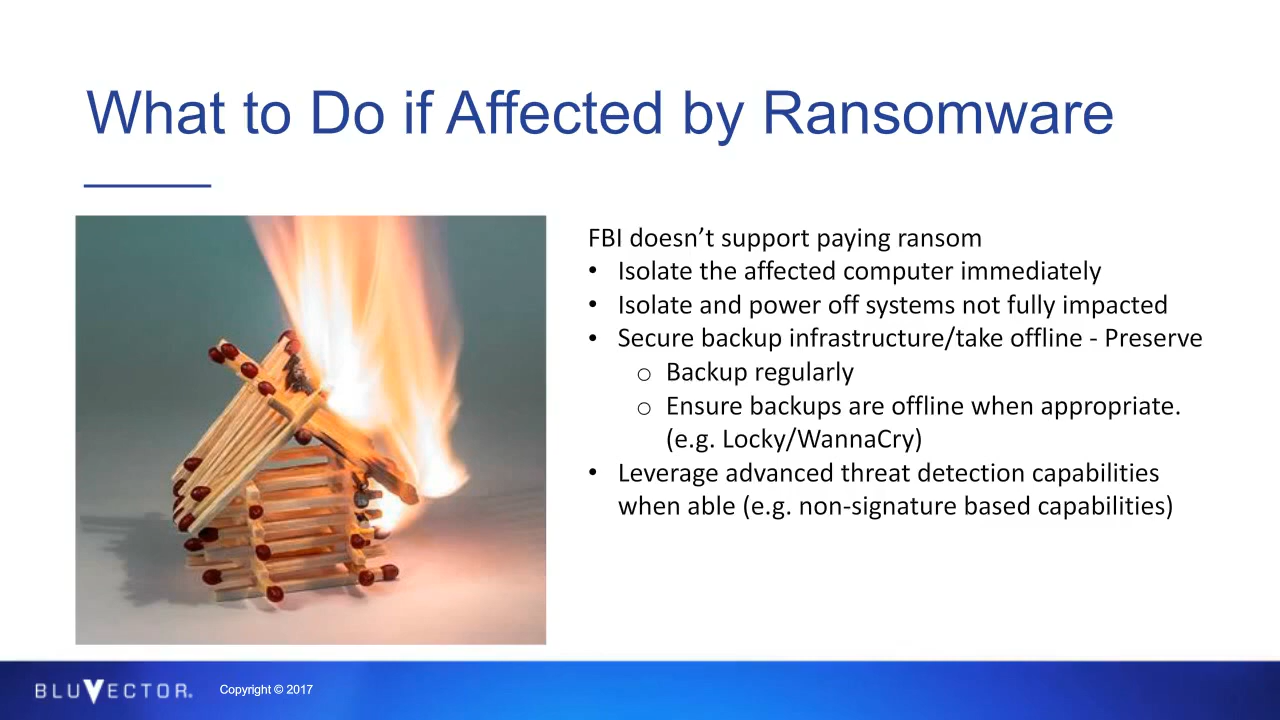 What to Do if Affected by Ransomware
FBI doesn’t support paying ransom
• Isolate the affected computer immediately
• Isolate and power off systems not fully impacted
• Secure backup infrastructure/take offline - Preserve
o Backup regularly
o Ensure backups are offline when appropriate.
(e.g. Locky/WannaCry)
• Leverage advanced threat detection capabilities
when able (e.g. non-signature based capabilities)
BLUVECTOR®
Copyright © 2017